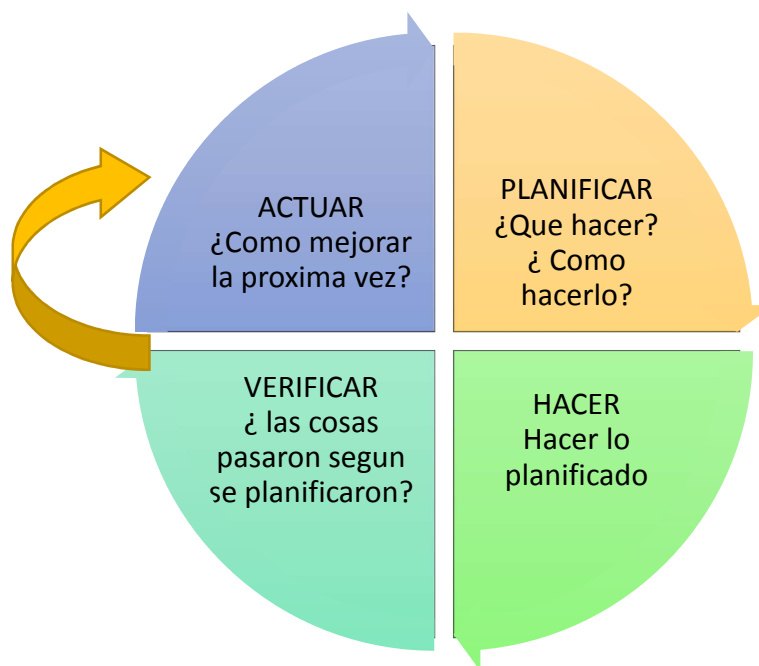 ACTUAR
¿Como mejorar
la proxima vez?
PLANIFICAR
¿Que hacer?
¿ Como
hacerlo?
VERIFICAR
¿ las cosas
pasaron segun
se planificaron?
HACER
Hacer lo
planificado